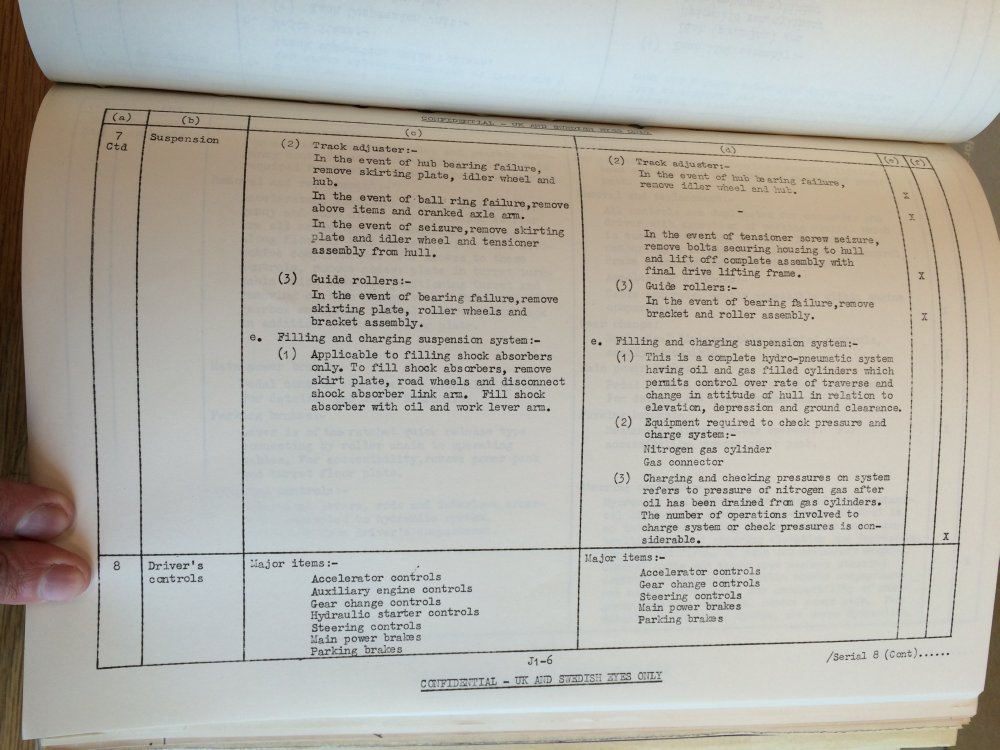 CONFIDENTIAL - UK AND SWEDISH EYES ONLY
(a) (b) (c) (d) (e) (f)
7
Ctd
Suspension
(2) Track adjuster:-
In the event of hub bearing failure,
remove skirting plate, idler wheel and
hub.
In the event of ball ring failure,remove
above items and cranked axle arm.
In the event of seizure,remove skirting
plate and idler wheel and tensioner
assembly from hull.
(3) Guide rollers:-
In the event of bearing failure,remove
skirting plate, roller wheels and
bracket assembly.
e. Filling and charging suspension system:-
(1) Applicable to filling shock absorbers
only. To fill shock absorbers, remove
skirt plate, road wheels and disconnect
shock absorber link arm. Fill shock
absorber with oil and work lever arm.
(2) Track adjuster:-
In the event of hub bearing failure,
remove idler wheel and hub.
X
-
X
In the event of tensioner screw seizure,
remove bolts securing housing to hull
and lift off complete assembly with
final drive lifting frame.
X
(3) Guide rollers:-
In the event of bearing failure,remove
bracket and roller assembly.
X
e. Filling and charging suspension system:-
(1) This is a complete hydro-pneumatic system
having oil and gas filled cylinders which
permits control over rate of traverse and
change in attitude of hull in relation to
elevation, depression and ground clearance.
(2) Equipment required to check pressure and
charge system:-
Nitrogen gas cylinder
Gas connector
(3) Charging and checking pressures on system
refers to pressure of nitrogen gas after
oil has been drained from gas cylinders.
The number of operations involved to
charge system or check pressures is con-
siderable.
X
8
Driver's
controls
Major items:-
Accelerator controls
Auxiliary engine controls
Gear change controls
Hydraulic starter controls
Steering controls
Main power brakes
Parking brakes
Major items:-
Accelerator controls
Gear change controls
Steering controls
Main power brakes
Parking brakes
J1-6
/Serial 8 (Cont)......
CONFIDENTIAL - UK AND SWEDISH EYES ONLY